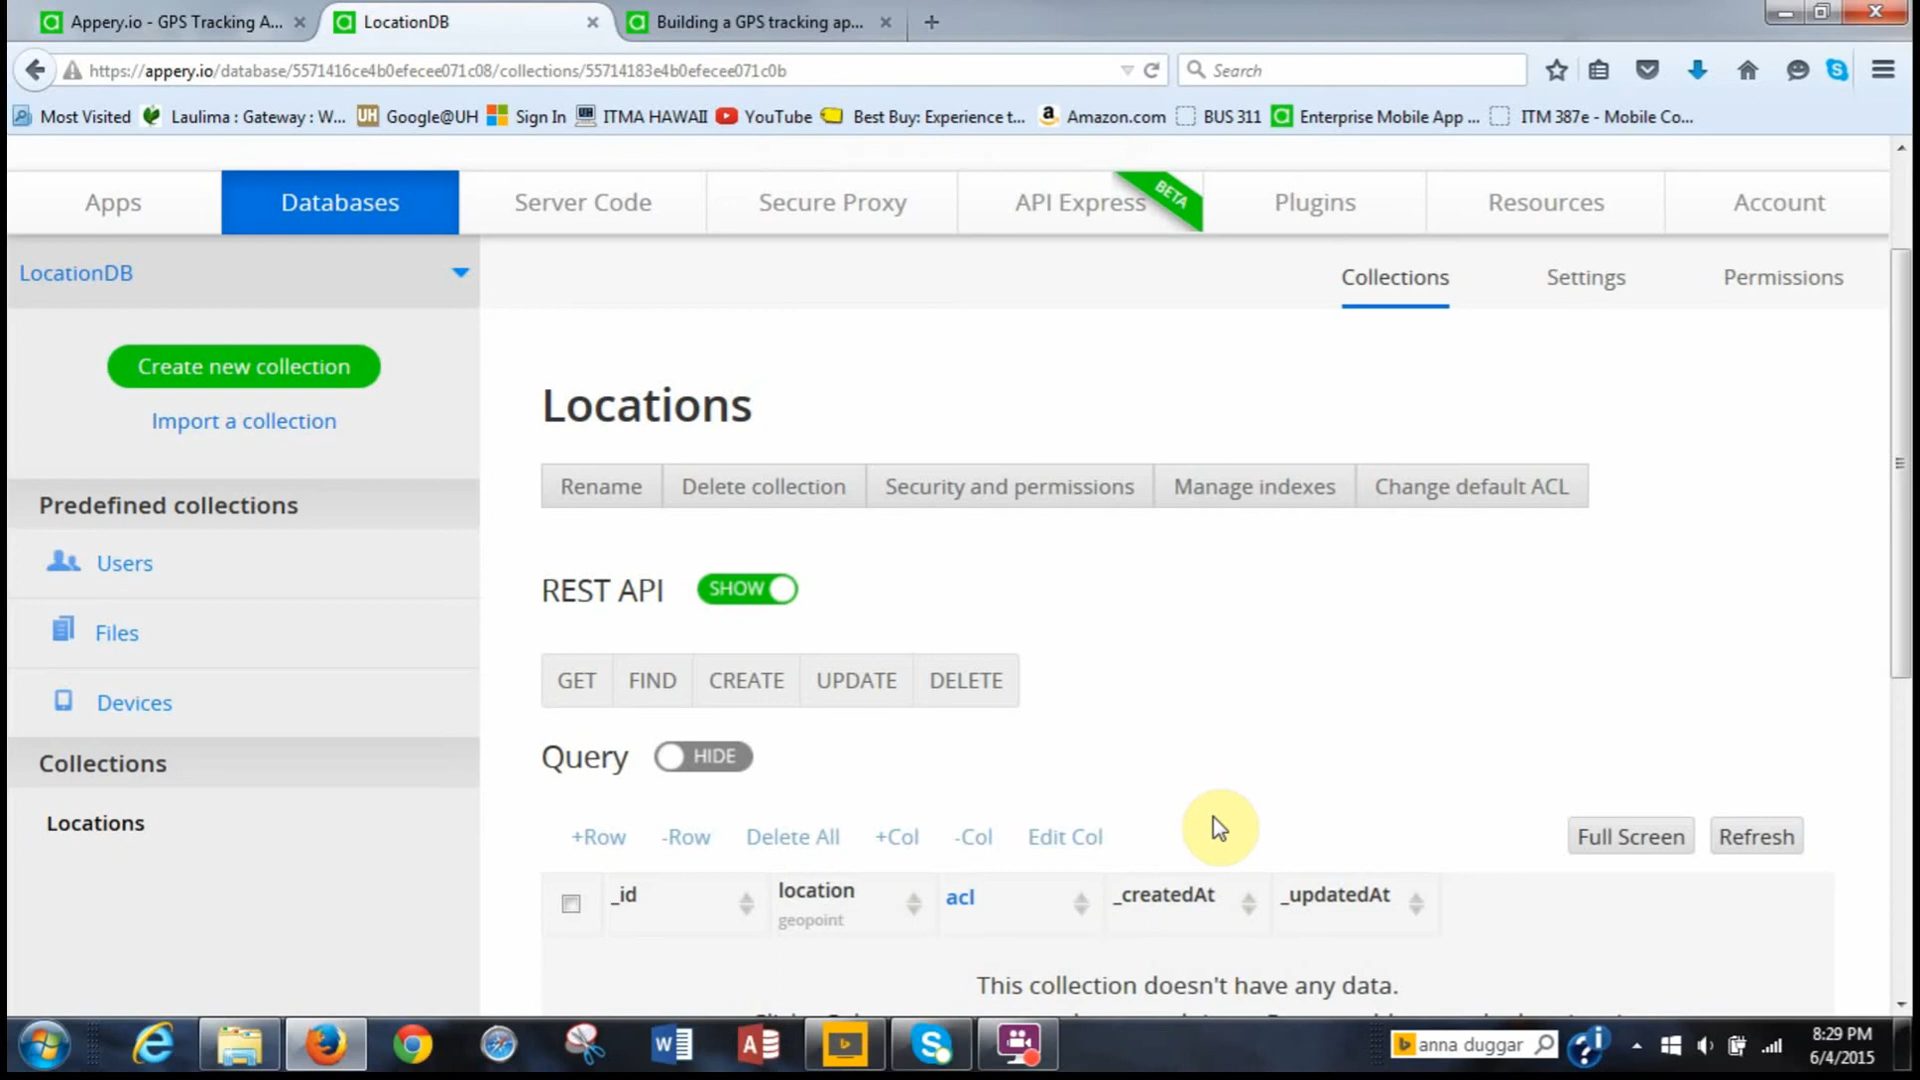 Appery.io - GPS Tracking A...
LocationDB
Building a GPS tracking ap...
https://appery.io/database/5571416ce4b0efecee071c08/collections/55714183e4b0efecee071c0b
Search
Most Visited
Laulima : Gateway : W...
UH
Google@UH
Sign In
ITMA HAWAII
YouTube
Best Buy: Experience t...
Amazon.com
BUS 311
Enterprise Mobile App ...
ITM 387e - Mobile Co...
Apps
Databases
Server Code
Secure Proxy
API Express
BETA
Plugins
Resources
Account
LocationDB
Collections
Settings
Permissions
Create new collection
Import a collection
Predefined collections
Users
Files
Devices
Collections
Locations
Locations
Rename
Delete collection
Security and permissions
Manage indexes
Change default ACL
REST API
SHOW
GET
FIND
CREATE
UPDATE
DELETE
Query
HIDE
+Row
-Row
Delete All
+Col
-Col
Edit Col
Full Screen
Refresh
_id
location
geopoint
acl
_createdAt
_updatedAt
This collection doesn't have any data.
anna duggar
8:29 PM
6/4/2015